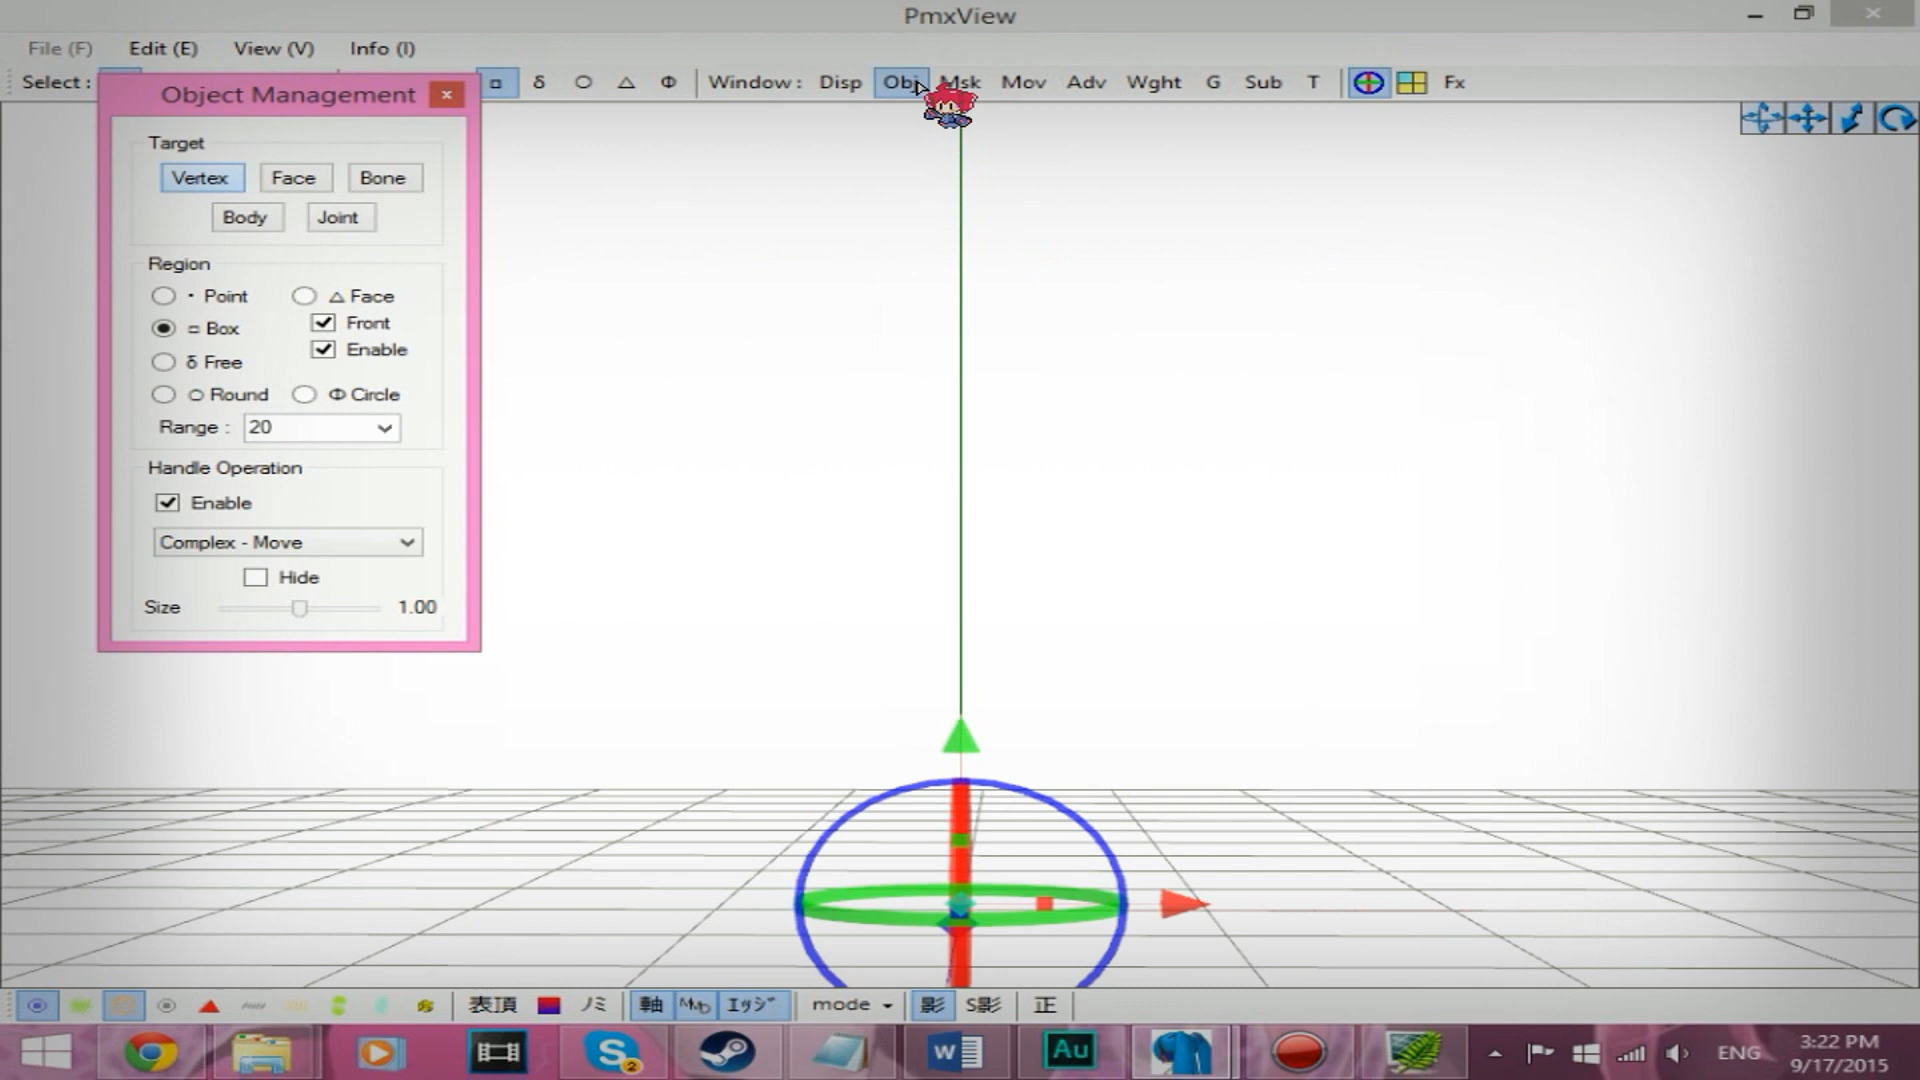 PmxView
File (F) Edit (E) View (V) Info (I)
Select : δ Φ Window : Disp Obj Msk Mov Adv Wght G Sub T Fx
Object Management
Target
Vertex Face Bone
Body Joint
Region
Point △ Face
Box Front
δ Free Enable
Round Φ Circle
Range : 20
Handle Operation
Enable
Complex - Move
Hide
Size 1.00
表頂 ノミ 軸 エッジ mode 影 S影 正
S 2 W Au ENG 3:22 PM
9/17/2015